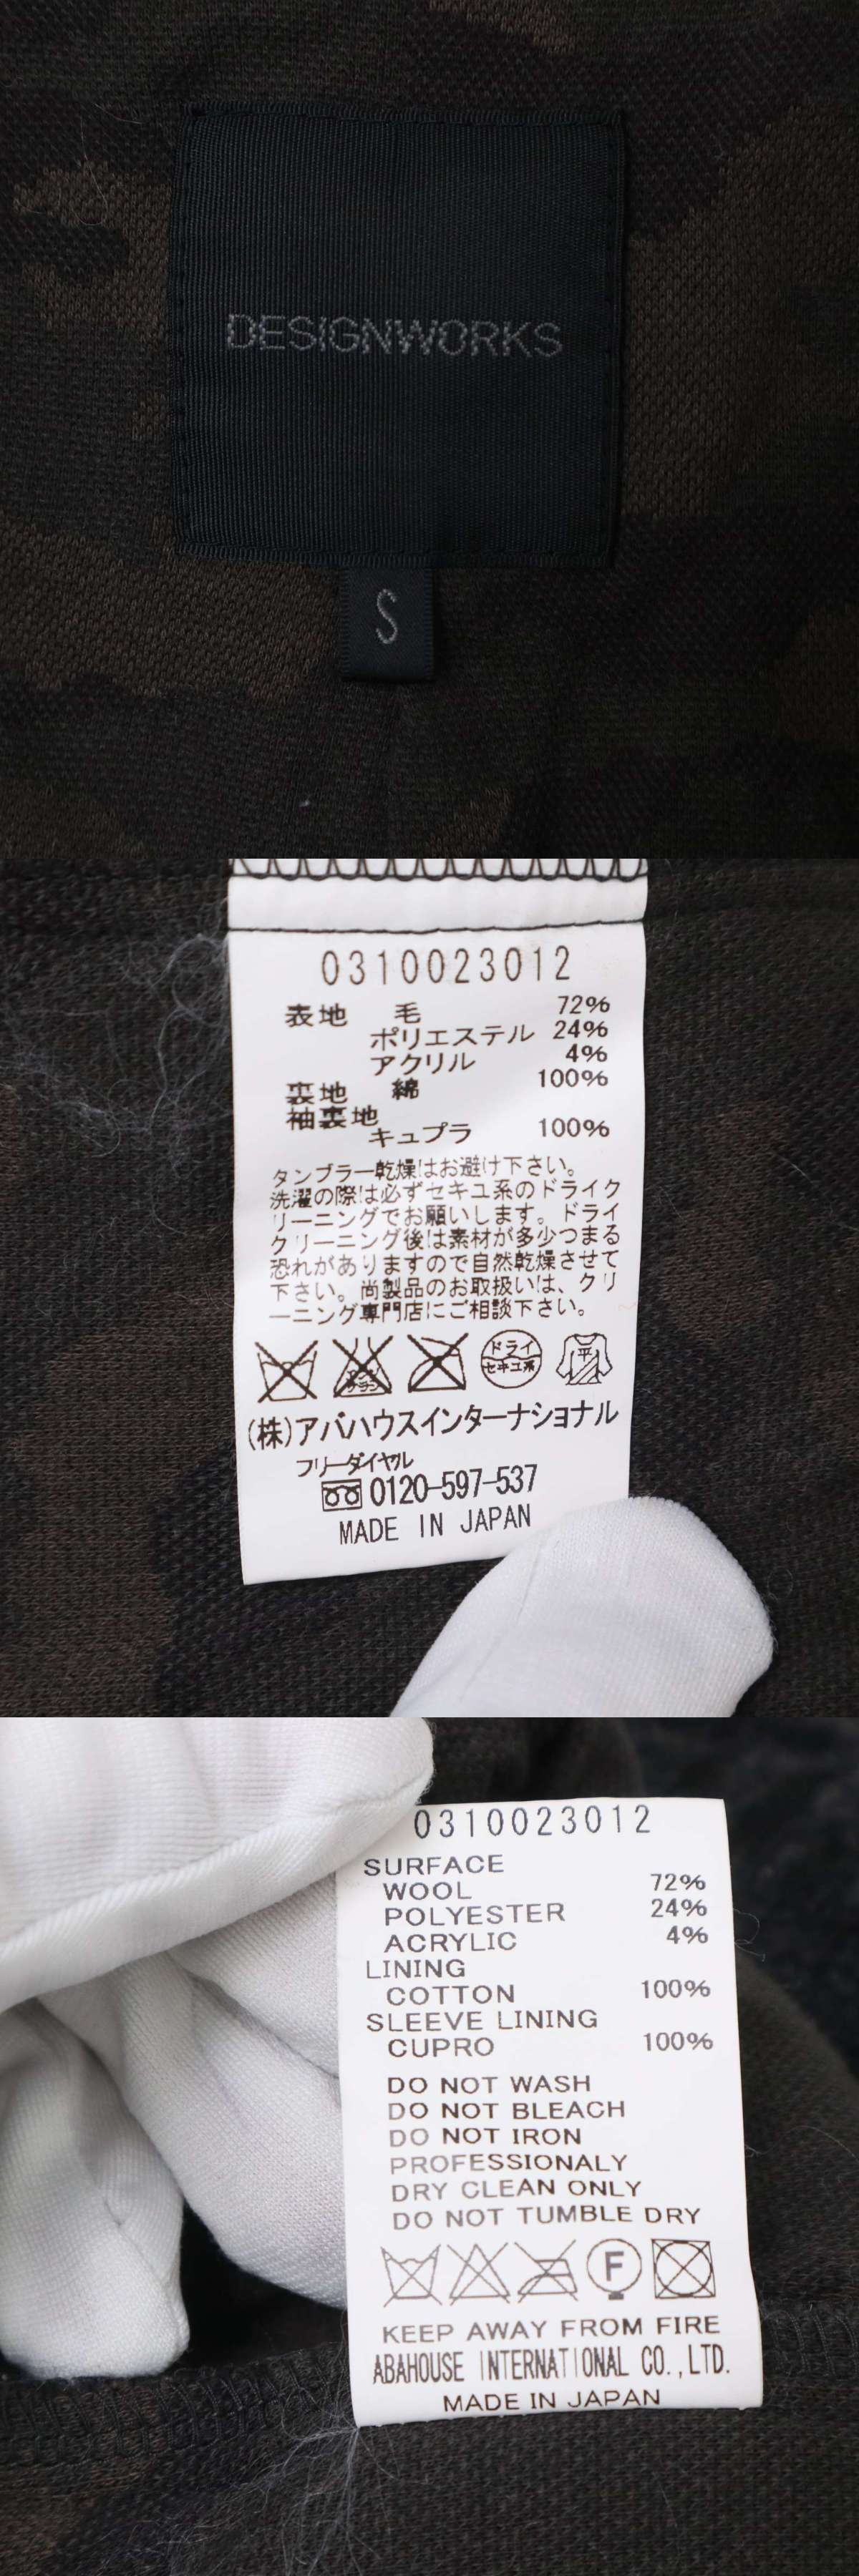 DESIGNWORKS
S
0310023012
表地 毛 72%
ポリエステル 24%
アクリル 4%
裏地 綿 100%
袖裏地
キュプラ 100%
タンブラー乾燥はお避け下さい。
洗濯の際は必ずセキユ系のドライク
リーニングでお願いします。ドライ
クリーニング後は素材が多少つまる
恐れがありますので自然乾燥させて
下さい。尚製品のお取扱いは、クリ
ーニング専門店にご相談下さい。
ドライ
セキユ系
平
(株)アバハウスインターナショナル
フリーダイヤル
0120-597-537
MADE IN JAPAN
0310023012
SURFACE
WOOL 72%
POLYESTER 24%
ACRYLIC 4%
LINING
COTTON 100%
SLEEVE LINING
CUPRO 100%
DO NOT WASH
DO NOT BLEACH
DO NOT IRON
PROFESSIONALY
DRY CLEAN ONLY
DO NOT TUMBLE DRY
F
KEEP AWAY FROM FIRE
ABAHOUSE INTERNATIONAL CO.,LTD.
MADE IN JAPAN